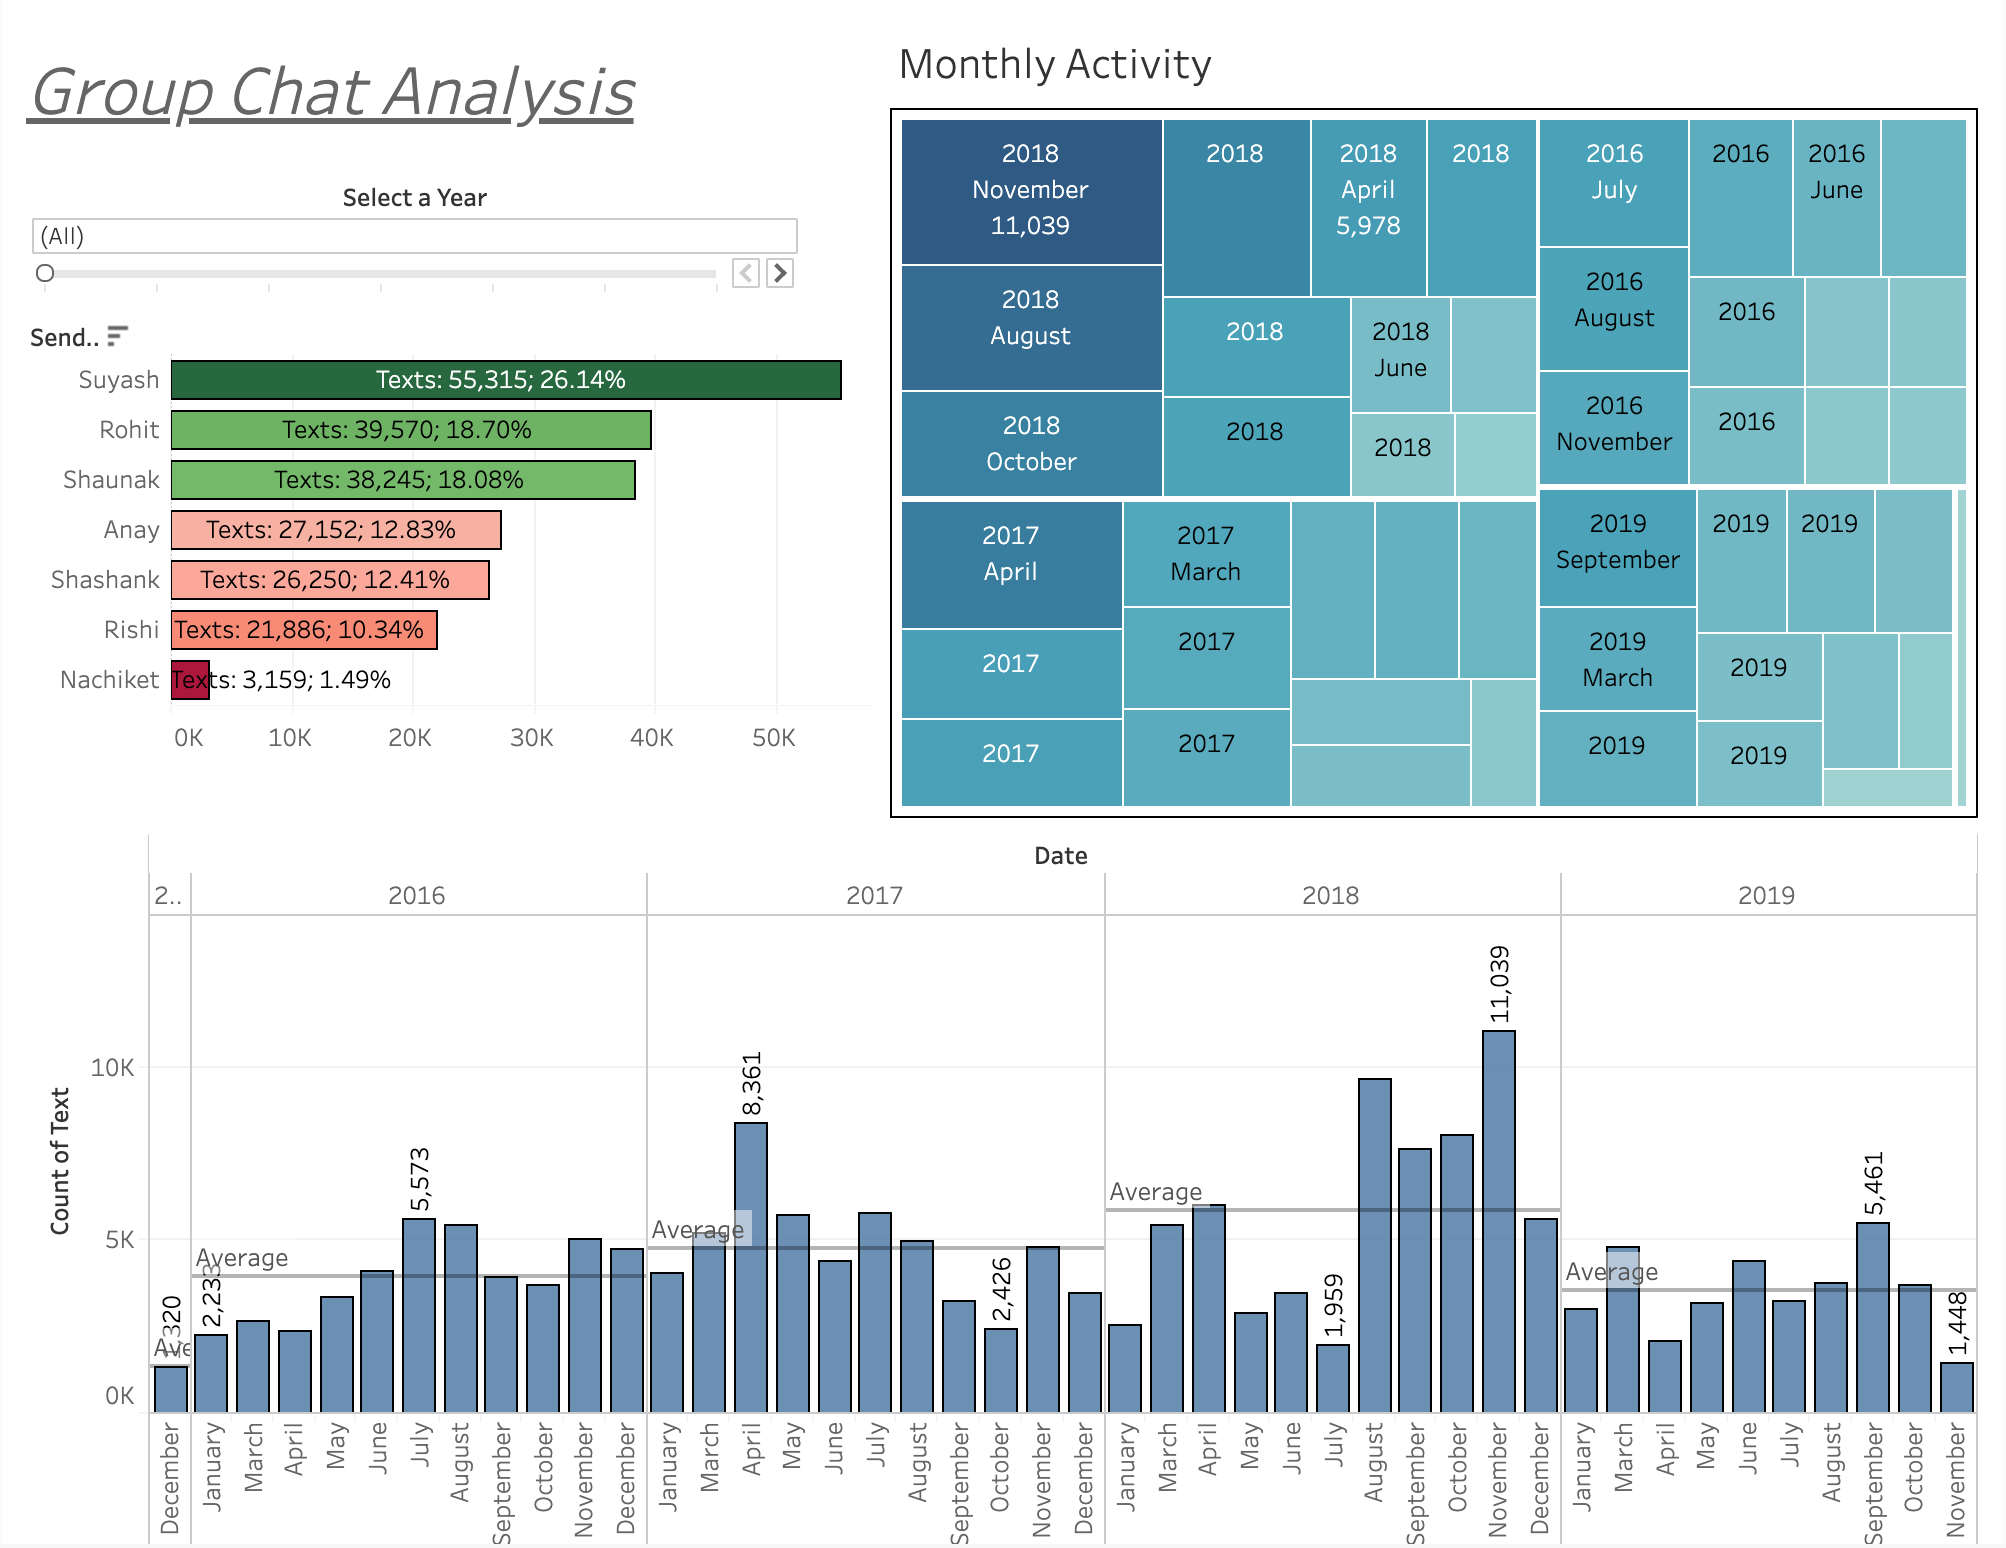 Group Chat Analysis
Select a Year
(All)
Send..
Suyash
Texts: 55,315; 26.14%
Rohit
Texts: 39,570; 18.70%
Shaunak
Texts: 38,245; 18.08%
Anay
Texts: 27,152; 12.83%
Shashank
Texts: 26,250; 12.41%
Rishi
Texts: 21,886; 10.34%
Nachiket
Texts: 3,159; 1.49%
0K 10K 20K 30K 40K 50K
Monthly Activity
2018
November
11,039
2018
August
2018
October
2018
2018
April
5,978
2018
2018
2018
June
2018
2018
2017
April
2017
2017
2017
March
2017
2017
2016
July
2016
August
2016
November
2016
2016
June
2016
2016
2019
September
2019
March
2019
2019
2019
2019
2019
Date
2.. 2016 2017 2018 2019
Count of Text
10K
5K
0K
Ave
1,320
Average
2,233
5,573
Average
8,361
2,426
Average
1,959
11,039
Average
5,461
1,448
December
January
March
April
May
June
July
August
September
October
November
December
January
March
April
May
June
July
August
September
October
November
December
January
March
April
May
June
July
August
September
October
November
December
January
March
April
May
June
July
August
September
October
November